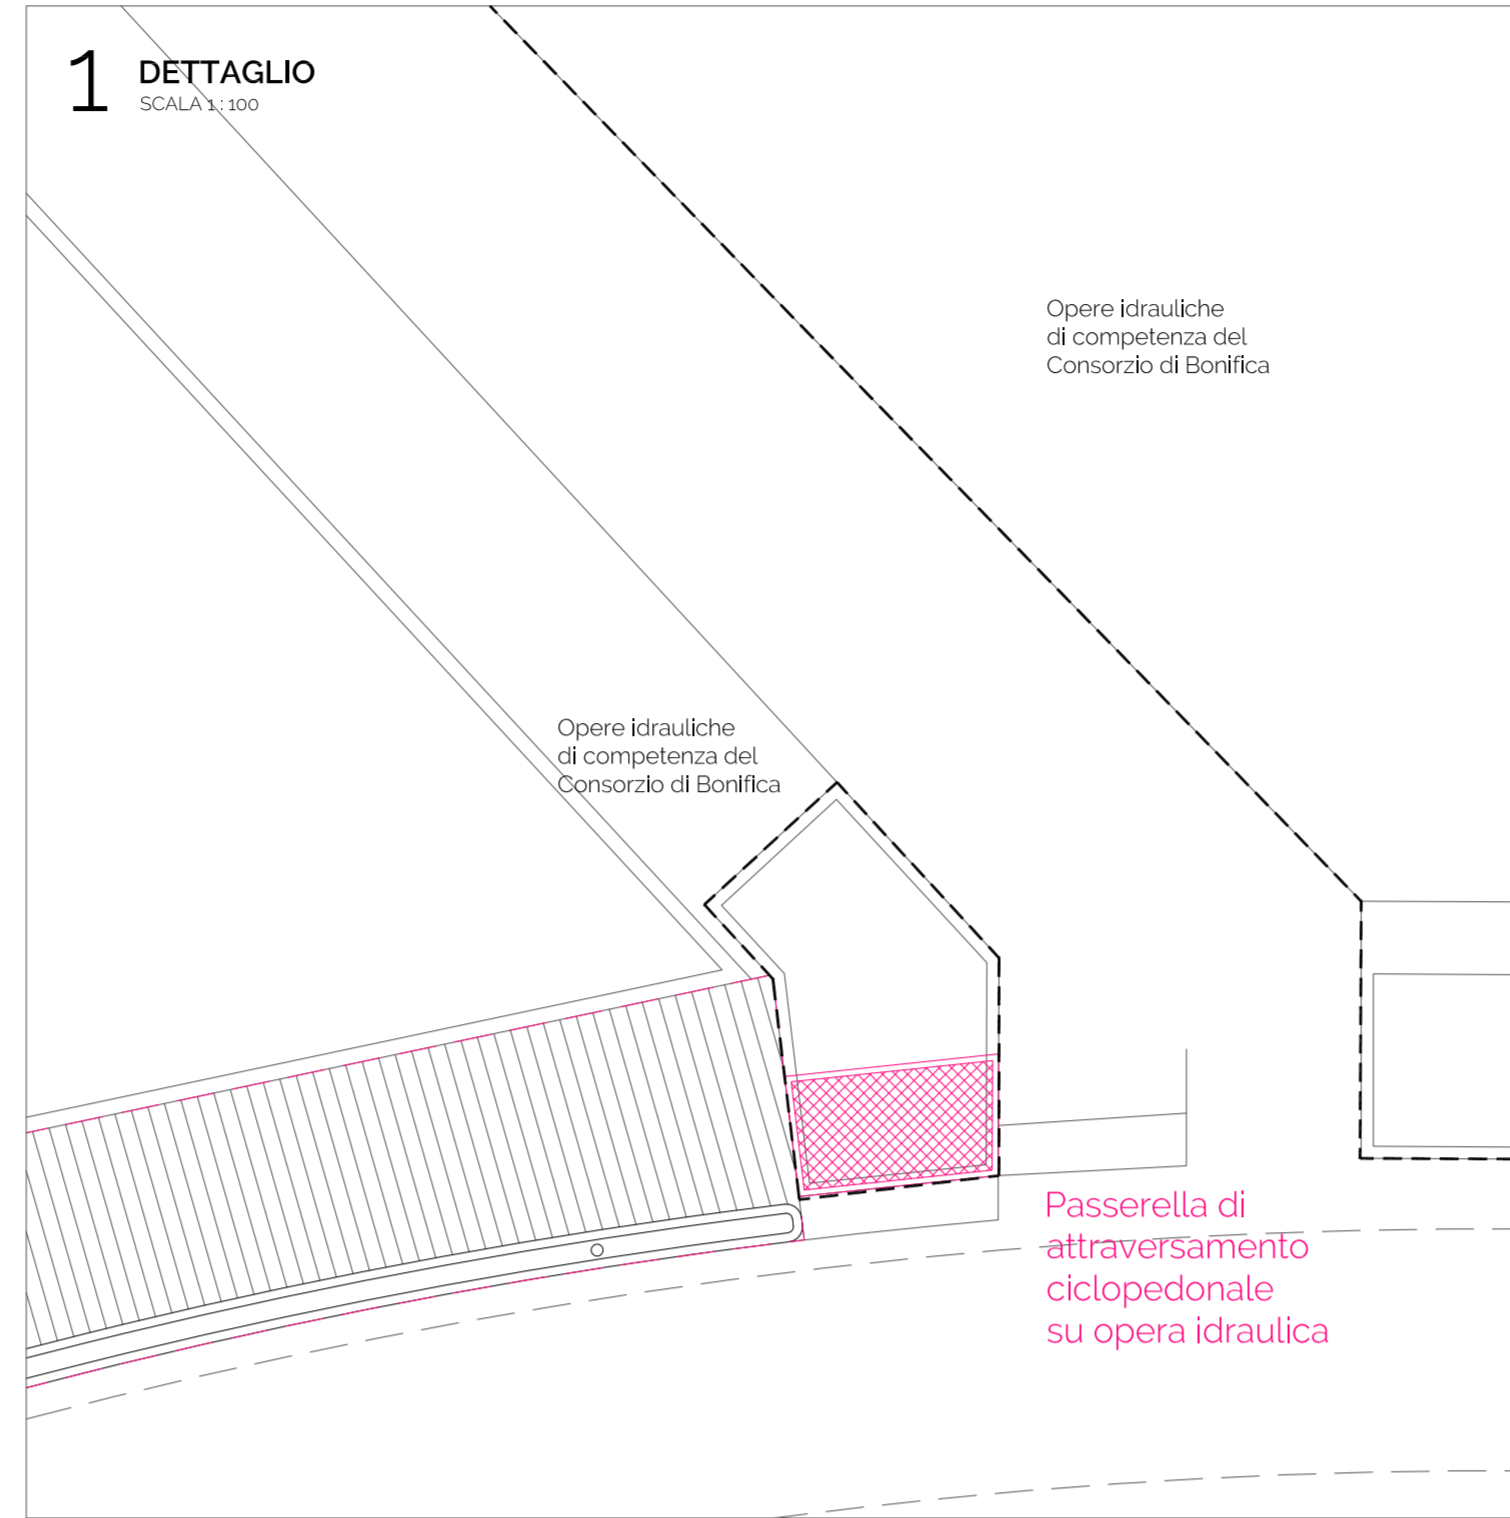 1 DETTAGLIO
SCALA 1 : 100
Opere idrauliche
di competenza del
Consorzio di Bonifica
Opere idrauliche
di competenza del
Consorzio di Bonifica
Passerella di
attraversamento
ciclopedonale
su opera idraulica